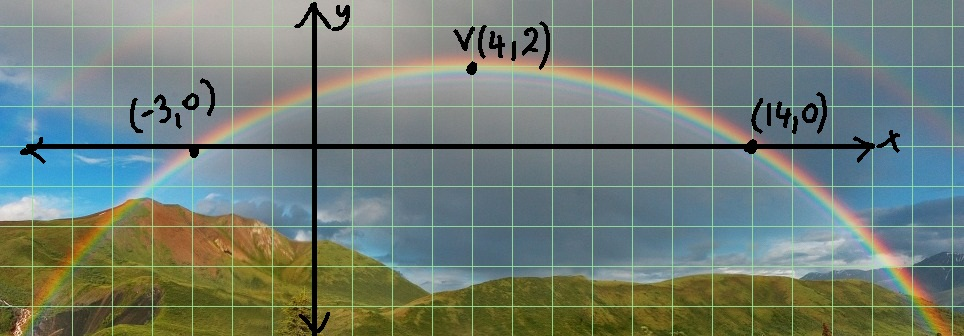 y
V(4,2)
(-3,0)
(14,0)
x